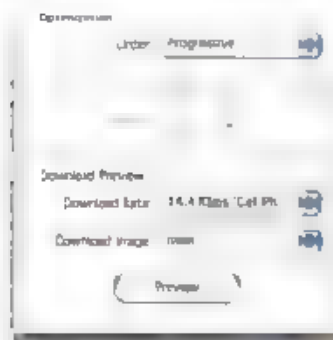 Order Progressive
Download Preview
Download Rate 14.4 Kbps
Download Image
Preview